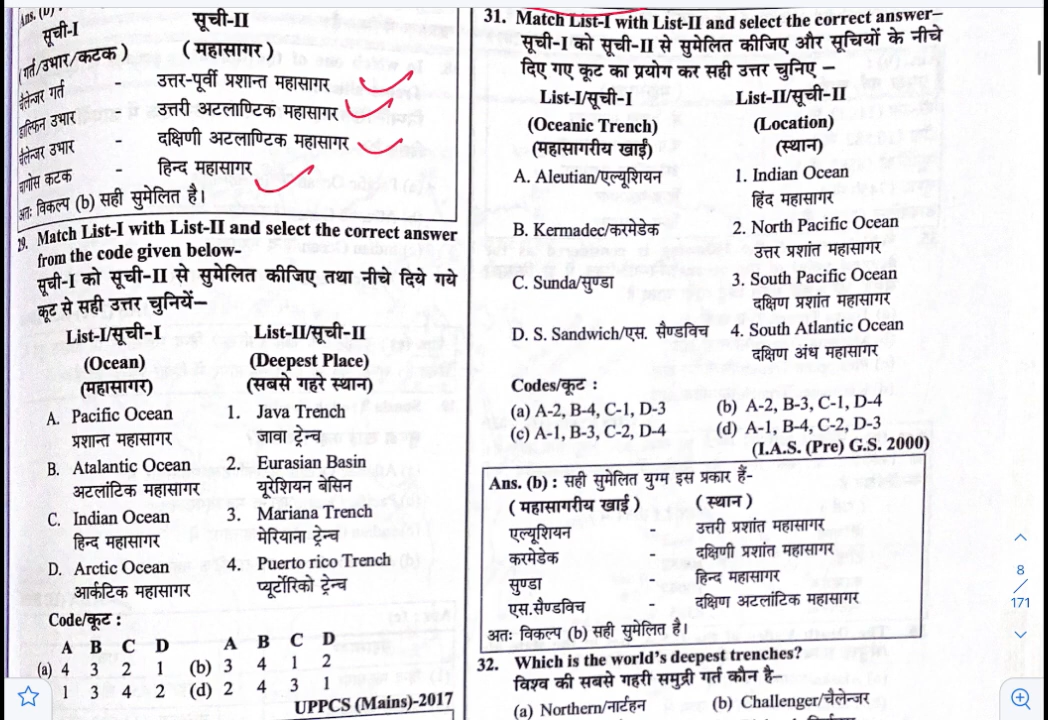 Ans. (b) :
सूची-I सूची-II
(गर्त/उभार/कटक) (महासागर)
चैलेन्जर गर्त - उत्तर-पूर्वी प्रशान्त महासागर
डाल्फिन उभार - उत्तरी अटलाण्टिक महासागर
चैलेन्जर उभार - दक्षिणी अटलाण्टिक महासागर
चागोस कटक - हिन्द महासागर
अतः विकल्प (b) सही सुमेलित है।
29. Match List-I with List-II and select the correct answer
from the code given below-
सूची-I को सूची-II से सुमेलित कीजिए तथा नीचे दिये गये
कूट से सही उत्तर चुनियें–
List-I/सूची-I List-II/सूची-II
(Ocean) (Deepest Place)
(महासागर) (सबसे गहरे स्थान)
A. Pacific Ocean 1. Java Trench
प्रशान्त महासागर जावा ट्रेन्च
B. Atalantic Ocean 2. Eurasian Basin
अटलांटिक महासागर यूरेशियन बेसिन
C. Indian Ocean 3. Mariana Trench
हिन्द महासागर मेरियाना ट्रेन्च
D. Arctic Ocean 4. Puerto rico Trench
आर्कटिक महासागर प्यूर्टोरिको ट्रेन्च
Code/कूट :
A B C D A B C D
(a) 4 3 2 1 (b) 3 4 1 2
1 3 4 2 (d) 2 4 3 1
UPPCS (Mains)-2017
31. Match List-I with List-II and select the correct answer–
सूची-I को सूची-II से सुमेलित कीजिए और सूचियों के नीचे
दिए गए कूट का प्रयोग कर सही उत्तर चुनिए –
List-I/सूची-I List-II/सूची-II
(Oceanic Trench) (Location)
(महासागरीय खाई) (स्थान)
A. Aleutian/एल्यूशियन 1. Indian Ocean
हिंद महासागर
B. Kermadec/करमेडेक 2. North Pacific Ocean
उत्तर प्रशांत महासागर
C. Sunda/सुण्डा 3. South Pacific Ocean
दक्षिण प्रशांत महासागर
D. S. Sandwich/एस. सैण्डविच 4. South Atlantic Ocean
दक्षिण अंध महासागर
Codes/कूट :
(a) A-2, B-4, C-1, D-3 (b) A-2, B-3, C-1, D-4
(c) A-1, B-3, C-2, D-4 (d) A-1, B-4, C-2, D-3
(I.A.S. (Pre) G.S. 2000)
Ans. (b) : सही सुमेलित युग्म इस प्रकार हैं-
(महासागरीय खाई) (स्थान)
एल्यूशियन - उत्तरी प्रशांत महासागर
करमेडेक - दक्षिणी प्रशांत महासागर
सुण्डा - हिन्द महासागर
एस.सैण्डविच - दक्षिण अटलांटिक महासागर
अतः विकल्प (b) सही सुमेलित है।
32. Which is the world's deepest trenches?
विश्व की सबसे गहरी समुद्री गर्त कौन है–
(a) Northern/नार्टहन (b) Challenger/चैलेन्जर
8
171